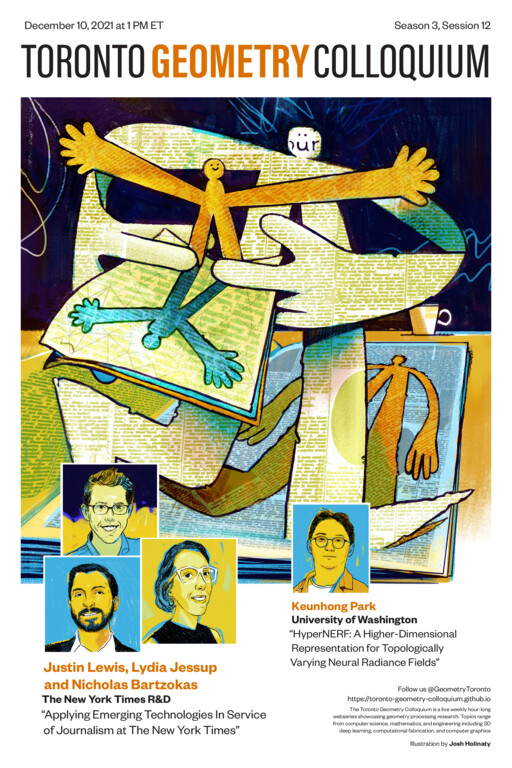 December 10, 2021 at 1 PM ET
Season 3, Session 12
TORONTO GEOMETRY COLLOQUIUM
ür
Keunhong Park
University of Washington
“HyperNERF: A Higher-Dimensional
Representation for Topologically
Varying Neural Radiance Fields”
Justin Lewis, Lydia Jessup
and Nicholas Bartzokas
The New York Times R&D
“Applying Emerging Technologies In Service
of Journalism at The New York Times”
Follow us @GeometryToronto
https://toronto-geometry-colloquium.github.io
The Toronto Geometry Colloquium is a live weekly hour-long
webseries showcasing geometry processing research. Topics range
from computer science, mathematics, and engineering including 3D
deep learning, computational fabrication, and computer graphics
Illustration by Josh Holinaty